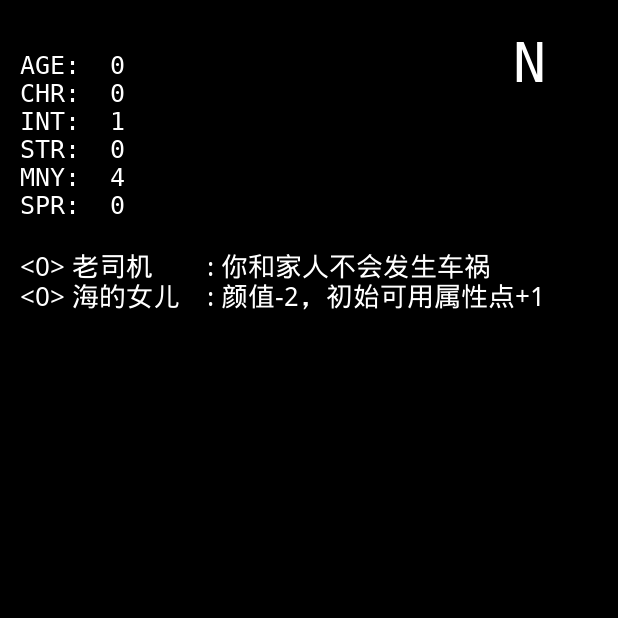 N
AGE: 0
CHR: 0
INT: 1
STR: 0
MNY: 4
SPR: 0
<O> 老司机 : 你和家人不会发生车祸
<O> 海的女儿 : 颜值-2，初始可用属性点+1